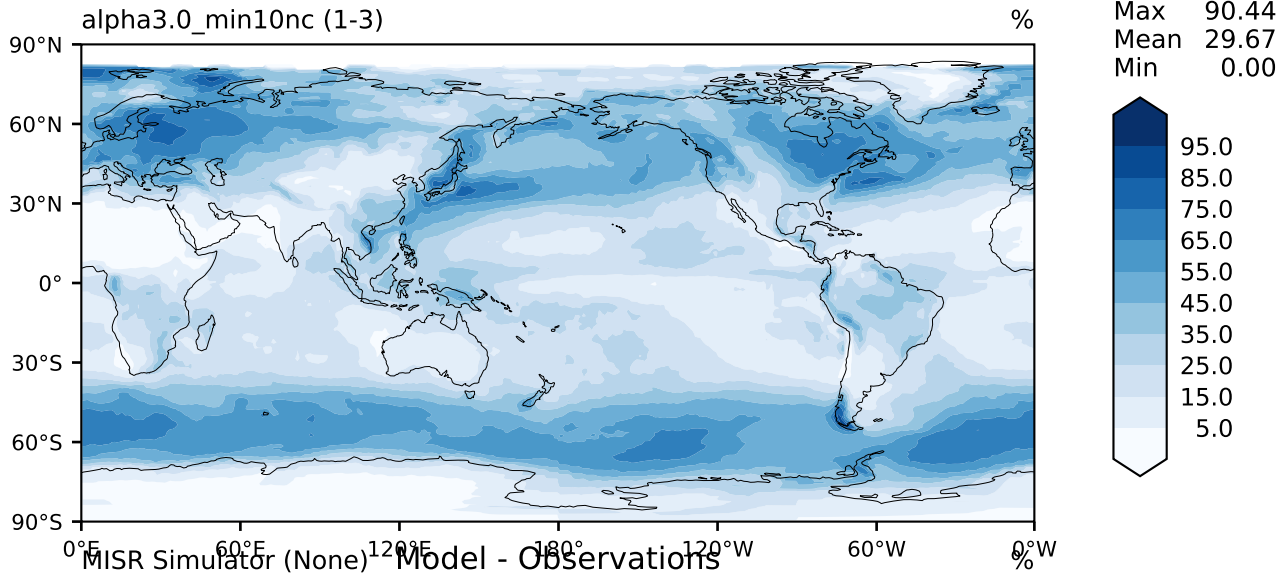 alpha3.0_min10nc (1-3) %
Max 90.44
Mean 29.67
Min 0.00
90°N
60°N
30°N
0°
30°S
60°S
90°S
95.0
85.0
75.0
65.0
55.0
45.0
35.0
25.0
15.0
5.0
0°E 60°E 120°E 180° 120°W 60°W 0°W
MISR Simulator (None) Model - Observations %